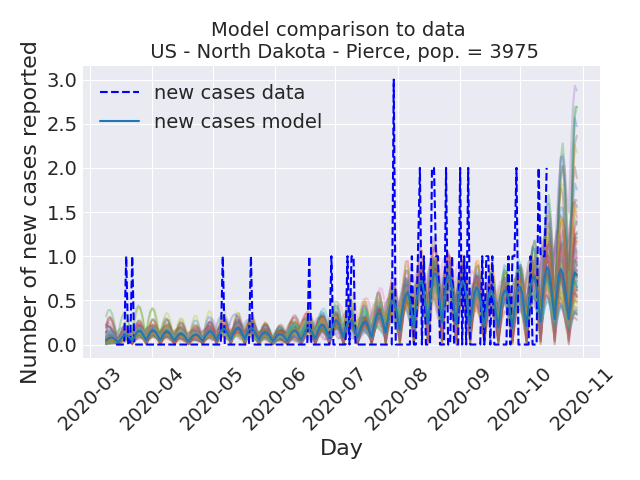 Model comparison to data
US - North Dakota - Pierce, pop. = 3975
Number of new cases reported
3.0
2.5
2.0
1.5
1.0
0.5
0.0
new cases data
new cases model
2020-03
2020-04
2020-05
2020-06
2020-07
2020-08
2020-09
2020-10
2020-11
Day